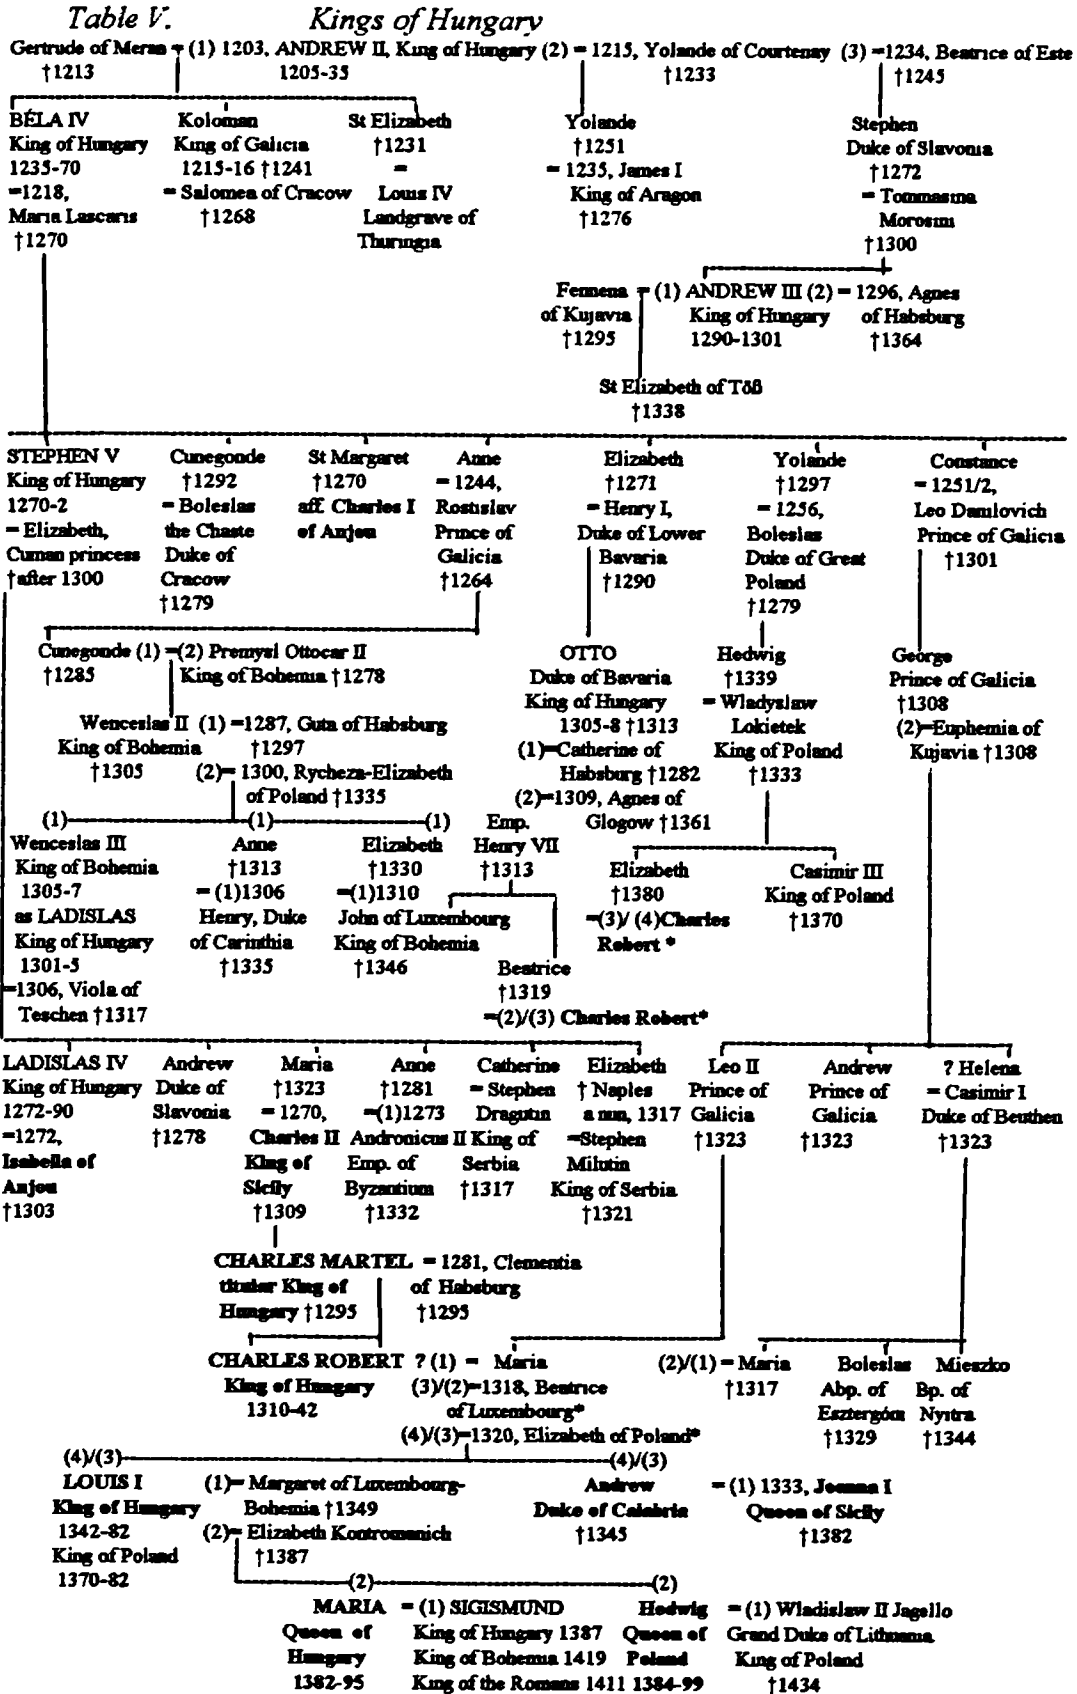 Table V. Kings of Hungary
Gertrude of Meran = (1) 1203, ANDREW II, King of Hungary (2) = 1215, Yolande of Courtenay (3) =1234, Beatrice of Este
†1213 1205-35 †1233 †1245
BÉLA IV Koloman St Elizabeth Yolande Stephen
King of Hungary King of Galicia †1231 †1251 Duke of Slavonia
1235-70 1215-16 †1241 = = 1235, James I †1272
=1218, = Salomea of Cracow Louis IV King of Aragon = Tommasina
Maria Lascaris †1268 Landgrave of †1276 Morosini
†1270 Thuringia †1300
Fennena = (1) ANDREW III (2) = 1296, Agnes
of Kujavia King of Hungary of Habsburg
†1295 1290-1301 †1364
St Elizabeth of Töß
†1338
STEPHEN V Cunegonde St Margaret Anne Elizabeth Yolande Constance
King of Hungary †1292 †1270 = 1244, †1271 †1297 = 1251/2,
1270-2 = Boleslas aff. Charles I Rostislav = Henry I, = 1256, Leo Danilovich
= Elizabeth, the Chaste of Anjou Prince of Duke of Lower Boleslas Prince of Galicia
Cuman princess Duke of Galicia Bavaria Duke of Great †1301
†after 1300 Cracow †1264 †1290 Poland
†1279 †1279
Cunegonde (1) =(2) Premysl Ottocar II OTTO Hedwig George
†1285 King of Bohemia †1278 Duke of Bavaria †1339 Prince of Galicia
King of Hungary = Wladyslaw †1308
Wenceslas II (1) =1287, Guta of Habsburg 1305-8 †1313 Lokietek (2)=Euphemia of
King of Bohemia †1297 (1)=Catherine of King of Poland Kujavia †1308
†1305 (2)= 1300, Rycheza-Elizabeth Habsburg †1282 †1333
of Poland †1335 (2)=1309, Agnes of
(1) (1) (1) Emp. Glogow †1361
Wenceslas III Anne Elizabeth Henry VII
King of Bohemia †1313 †1330 †1313 Elizabeth Casimir III
1305-7 = (1)1306 =(1)1310 †1380 King of Poland
as LADISLAS Henry, Duke John of Luxembourg =(3)/ (4)Charles †1370
King of Hungary of Carinthia King of Bohemia Robert *
1301-5 †1335 †1346 Beatrice
=1306, Viola of †1319
Teschen †1317 =(2)/(3) Charles Robert*
LADISLAS IV Andrew Maria Anne Catherine Elizabeth Leo II Andrew ? Helena
King of Hungary Duke of †1323 †1281 = Stephen † Naples Prince of Prince of = Casimir I
1272-90 Slavonia = 1270, =(1)1273 Dragutin a nun, 1317 Galicia Galicia Duke of Beuthen
=1272, †1278 Charles II Andronicus II King of =Stephen †1323 †1323 †1323
Isabella of King of Emp. of Serbia Milutin
Anjou Sicily Byzantium †1317 King of Serbia
†1303 †1309 †1332 †1321
CHARLES MARTEL = 1281, Clementia
titular King of of Habsburg
Hungary †1295 †1295
CHARLES ROBERT ? (1) = Maria (2)/(1) = Maria Boleslas Mieszko
King of Hungary (3)/(2)=1318, Beatrice †1317 Abp. of Bp. of
1310-42 of Luxembourg* Esztergóm Nyitra
(4)/(3)=1320, Elizabeth of Poland* †1329 †1344
(4)/(3) (4)/(3)
LOUIS I (1)= Margaret of Luxembourg- Andrew = (1) 1333, Joanna I
King of Hungary Bohemia †1349 Duke of Calabria Queen of Sicily
1342-82 (2)= Elizabeth Kontromanich †1345 †1382
King of Poland †1387
1370-82
(2) (2)
MARIA = (1) SIGISMUND Hedwig = (1) Wladislaw II Jagello
Queen of King of Hungary 1387 Queen of Grand Duke of Lithuania
Hungary King of Bohemia 1419 Poland King of Poland
1382-95 King of the Romans 1411 1384-99 †1434